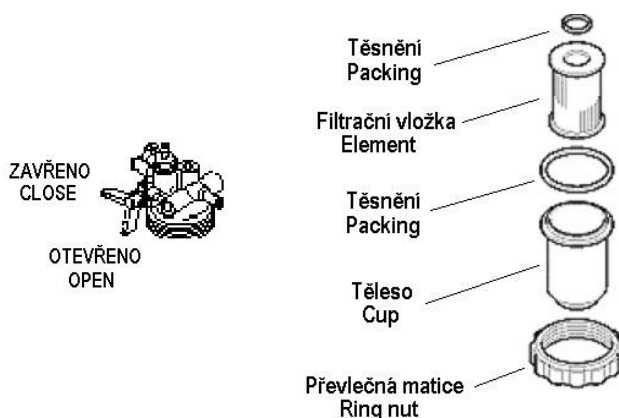 ZAVŘENO
CLOSE
OTEVŘENO
OPEN
Těsnění
Packing
Filtrační vložka
Element
Těsnění
Packing
Těleso
Cup
Převlečná matice
Ring nut